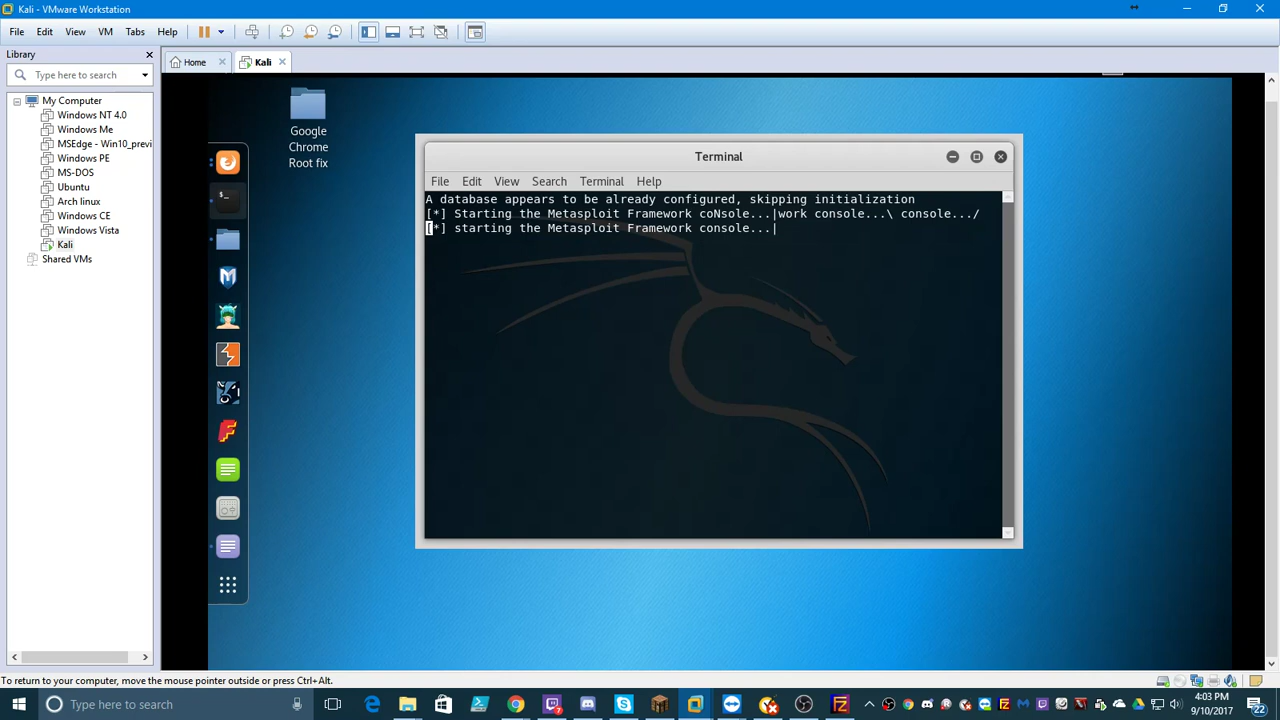 Kali - VMware Workstation
File Edit View VM Tabs Help
Library
Type here to search
My Computer
Windows NT 4.0
Windows Me
MSEdge - Win10_previ
Windows PE
MS-DOS
Ubuntu
Arch linux
Windows CE
Windows Vista
Kali
Shared VMs
Home
Kali
Google
Chrome
Root fix
Terminal
File Edit View Search Terminal Help
A database appears to be already configured, skipping initialization
[*] Starting the Metasploit Framework coNsole...|work console...\ console.../
[*] starting the Metasploit Framework console...|
To return to your computer, move the mouse pointer outside or press Ctrl+Alt.
Type here to search
4:03 PM
9/10/2017